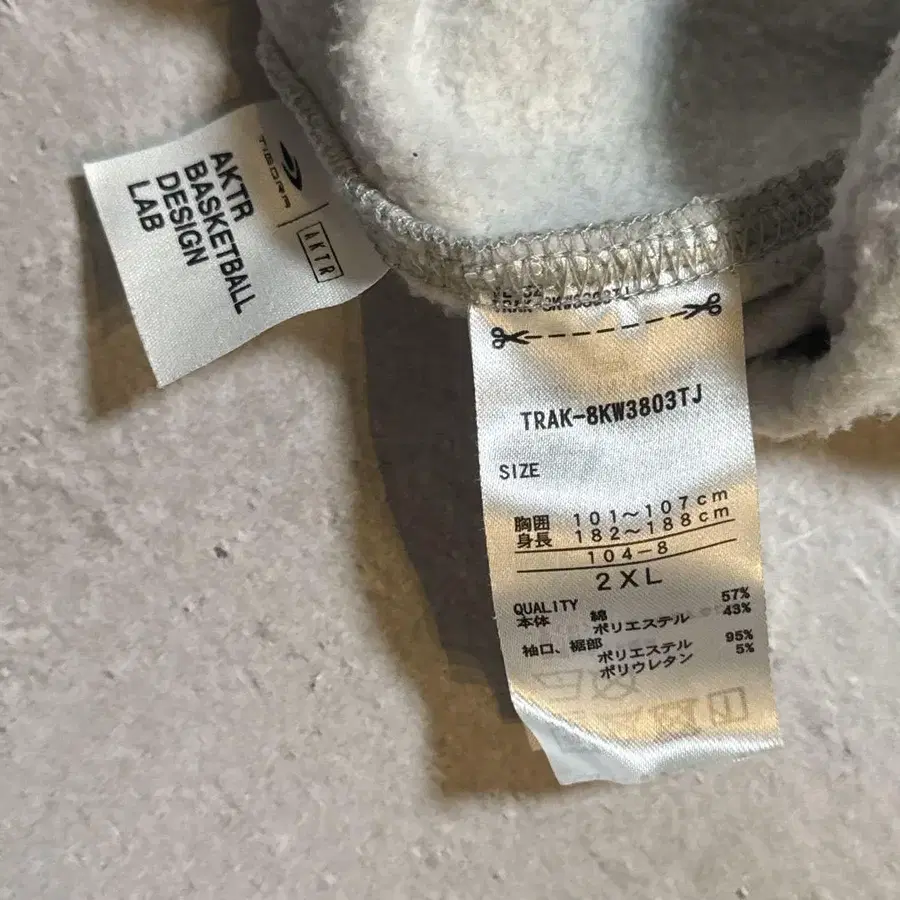 TIGORA
AKTR
AKTR
BASKETBALL
DESIGN
LAB
TRAK-8KW3803TJ
TRAK-8KW3803TJ
SIZE
胸囲 101～107cm
身長 182～188cm
104-8
2XL
QUALITY
本体 綿 57%
ポリエステル 43%
袖口、裾部
ポリエステル 95%
ポリウレタン 5%